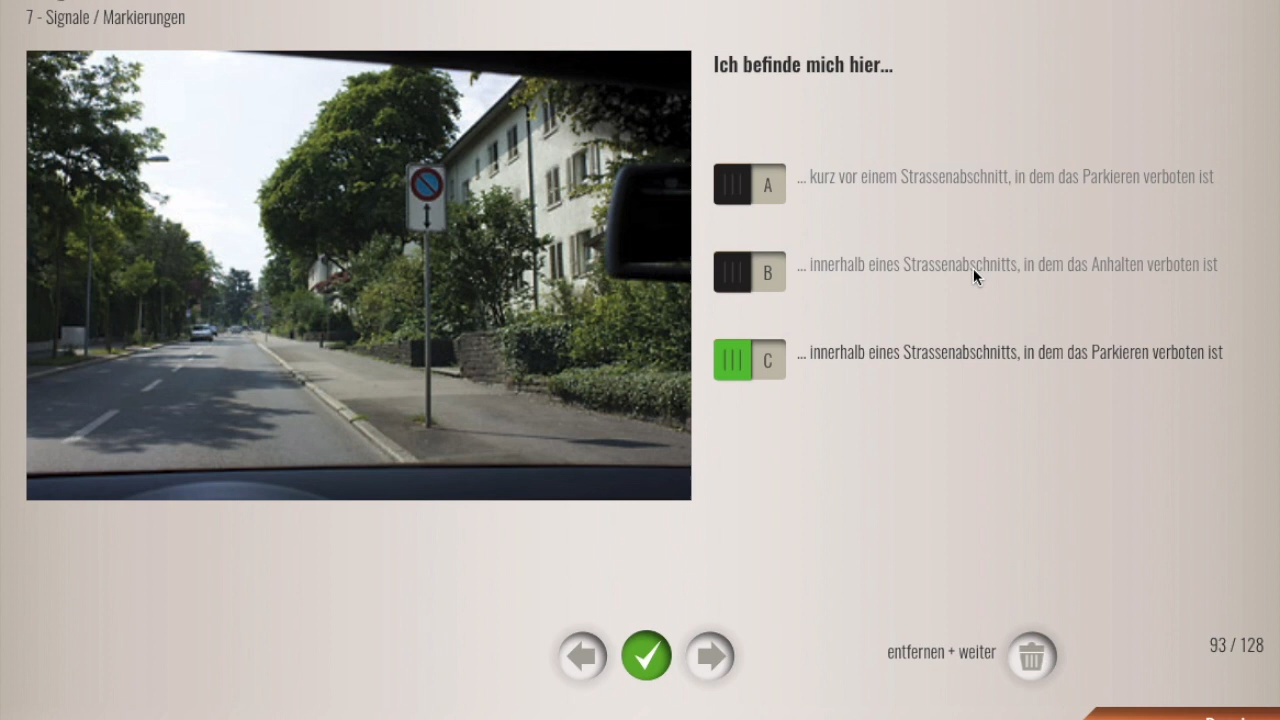 7 - Signale / Markierungen
Ich befinde mich hier...
A
... kurz vor einem Strassenabschnitt, in dem das Parkieren verboten ist
B
... innerhalb eines Strassenabschnitts, in dem das Anhalten verboten ist
C
... innerhalb eines Strassenabschnitts, in dem das Parkieren verboten ist
entfernen + weiter
93 / 128